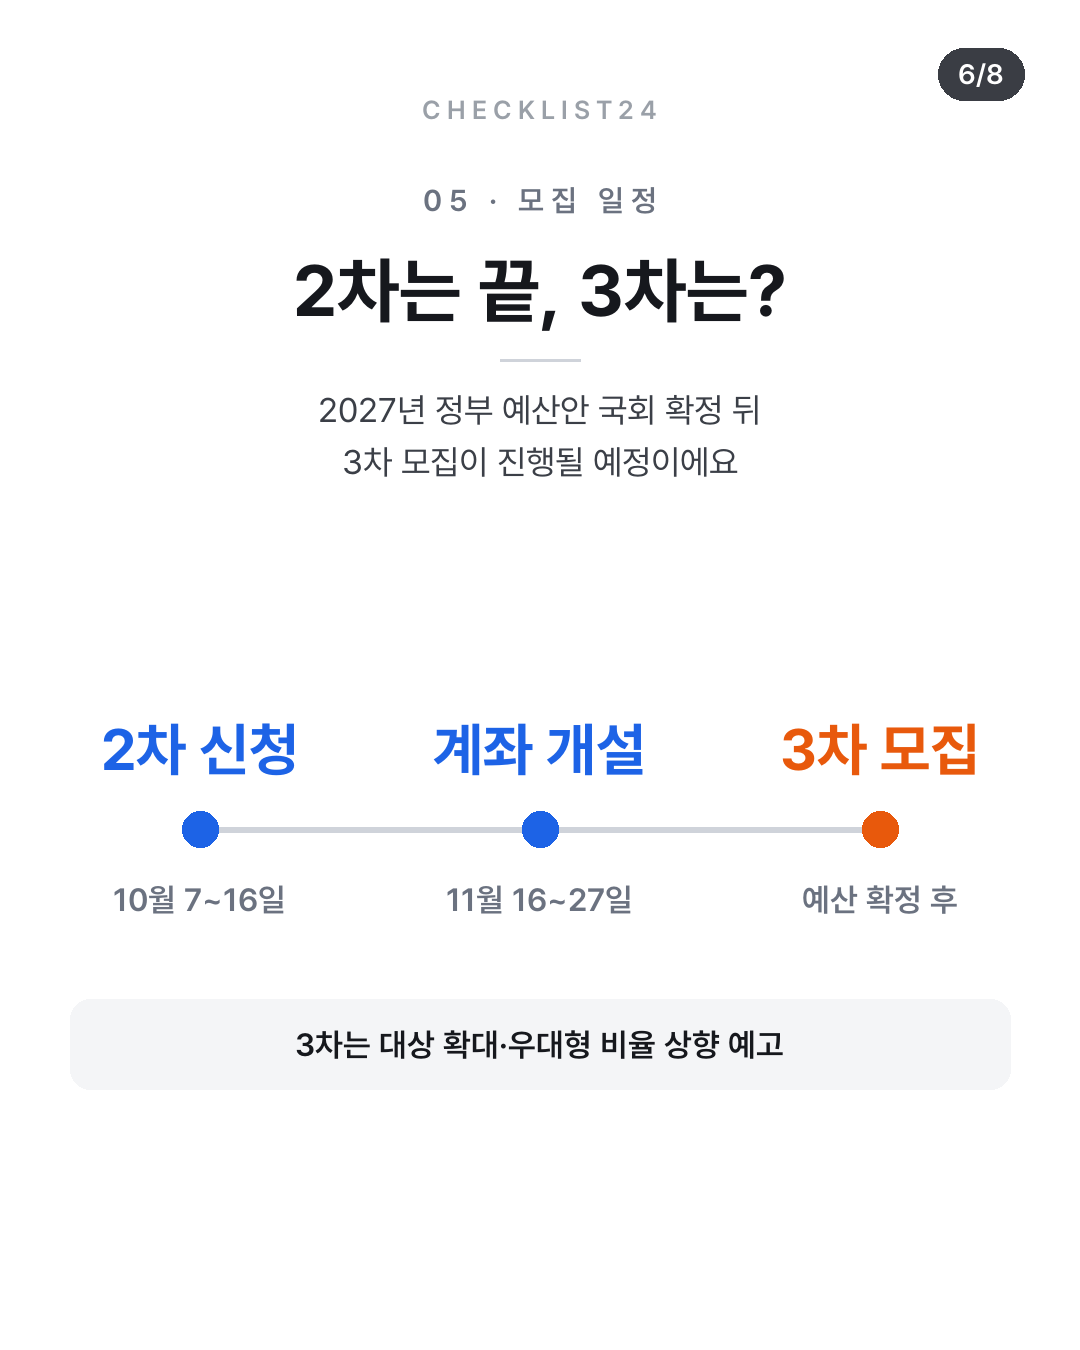 6/8
CHECKLIST24
05 · 모집 일정
2차는 끝, 3차는?
2027년 정부 예산안 국회 확정 뒤
3차 모집이 진행될 예정이에요
2차 신청
계좌 개설
3차 모집
10월 7~16일
11월 16~27일
예산 확정 후
3차는 대상 확대·우대형 비율 상향 예고